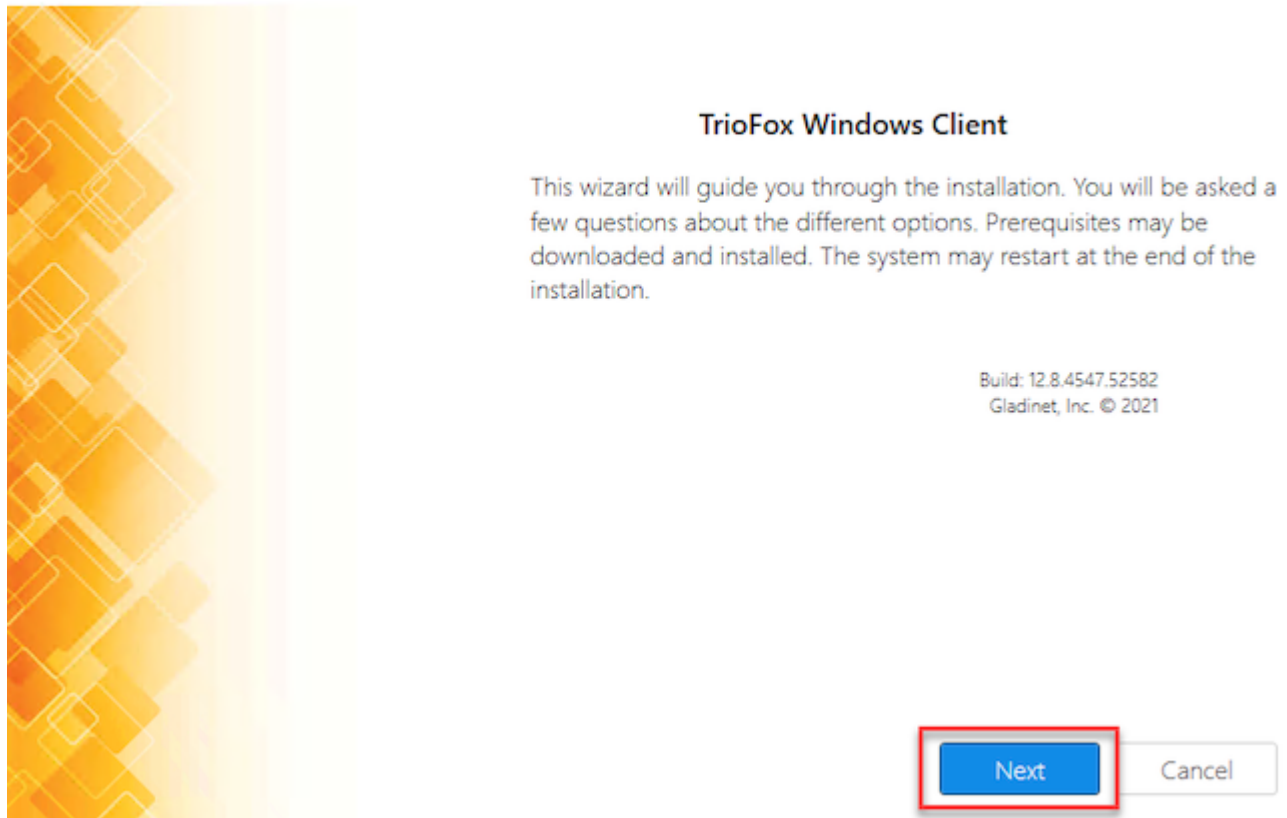 TrioFox Windows Client
This wizard will guide you through the installation. You will be asked a
few questions about the different options. Prerequisites may be
downloaded and installed. The system may restart at the end of the
installation.
Build: 12.8.4547.52582
Gladinet, Inc. © 2021
Next
Cancel